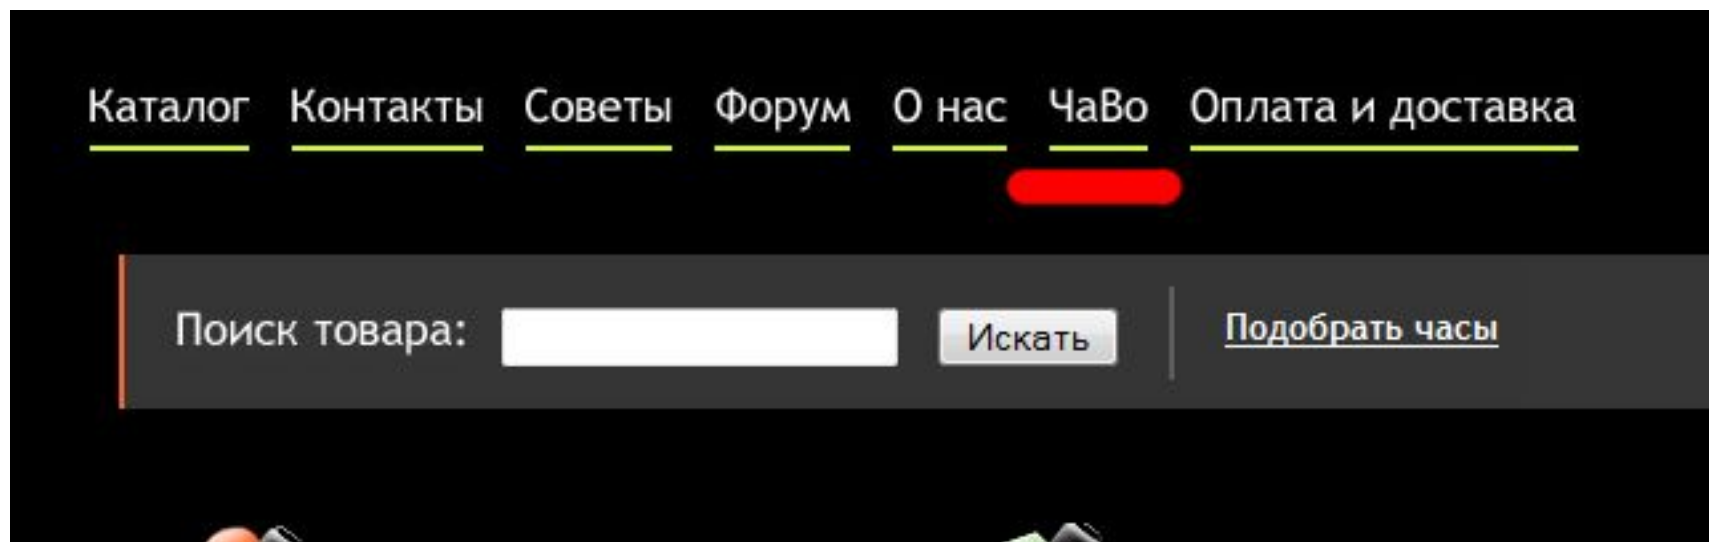 Каталог Контакты Советы Форум О нас ЧаВо Оплата и доставка
Поиск товара: Искать Подобрать часы